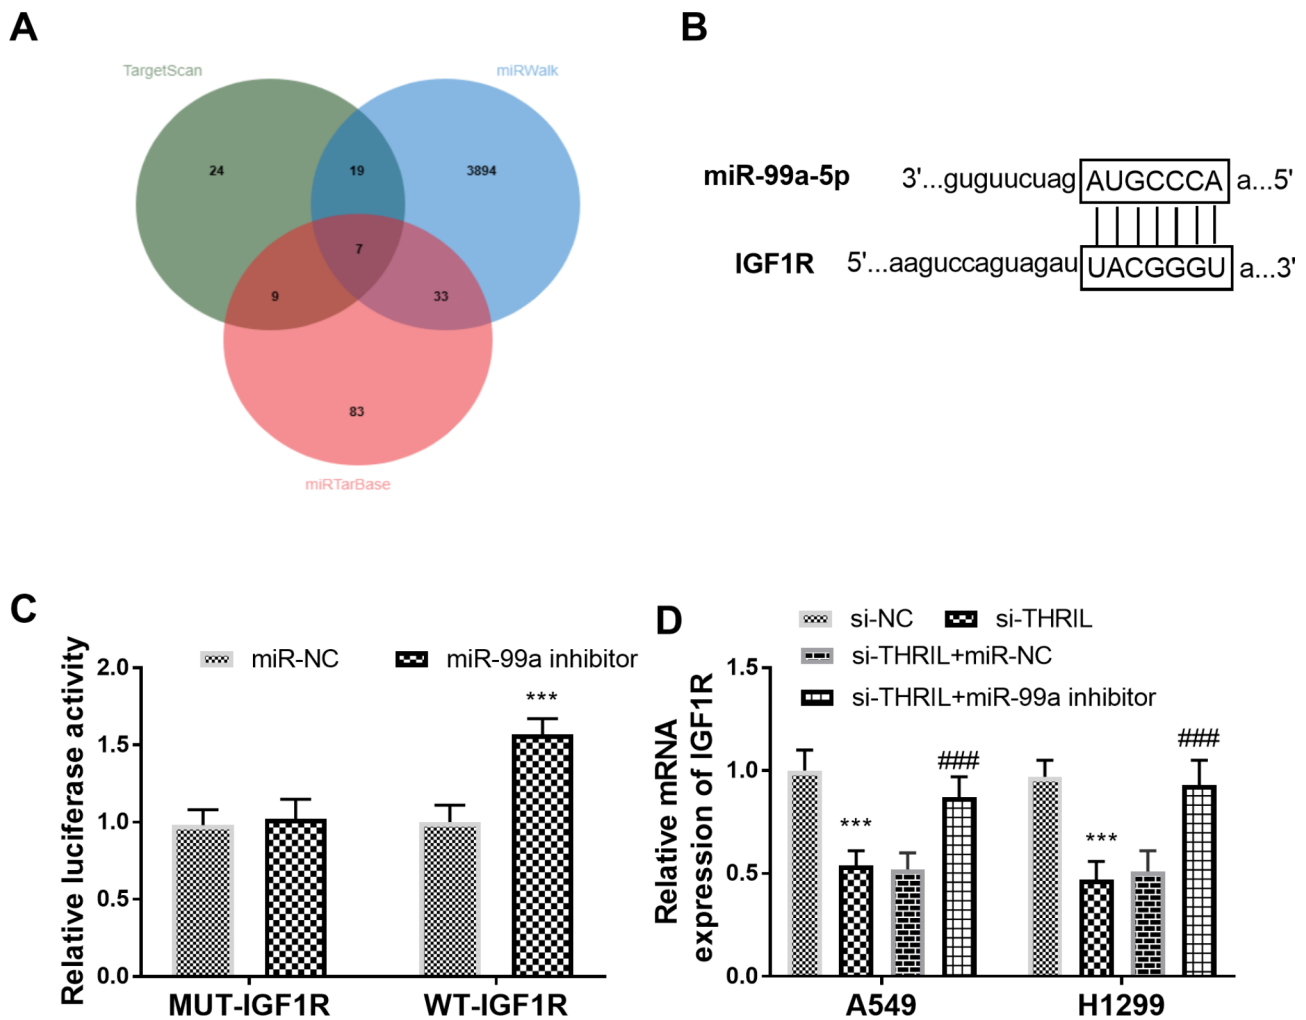 A
TargetScan
miRWalk
24
19
3894
7
9
33
83
miRTarBase
B
miR-99a-5p 3'...guguucuag AUGCCCA a...5'
IGF1R 5'...aaguccaguagau UACGGGU a...3'
C
miR-NC miR-99a inhibitor
Relative luciferase activity
2.0
1.5
1.0
0.5
0.0
***
MUT-IGF1R WT-IGF1R
D
si-NC si-THRIL
si-THRIL+miR-NC
si-THRIL+miR-99a inhibitor
Relative mRNA
expression of IGF1R
1.5
1.0
0.5
0.0
***
###
***
###
A549 H1299